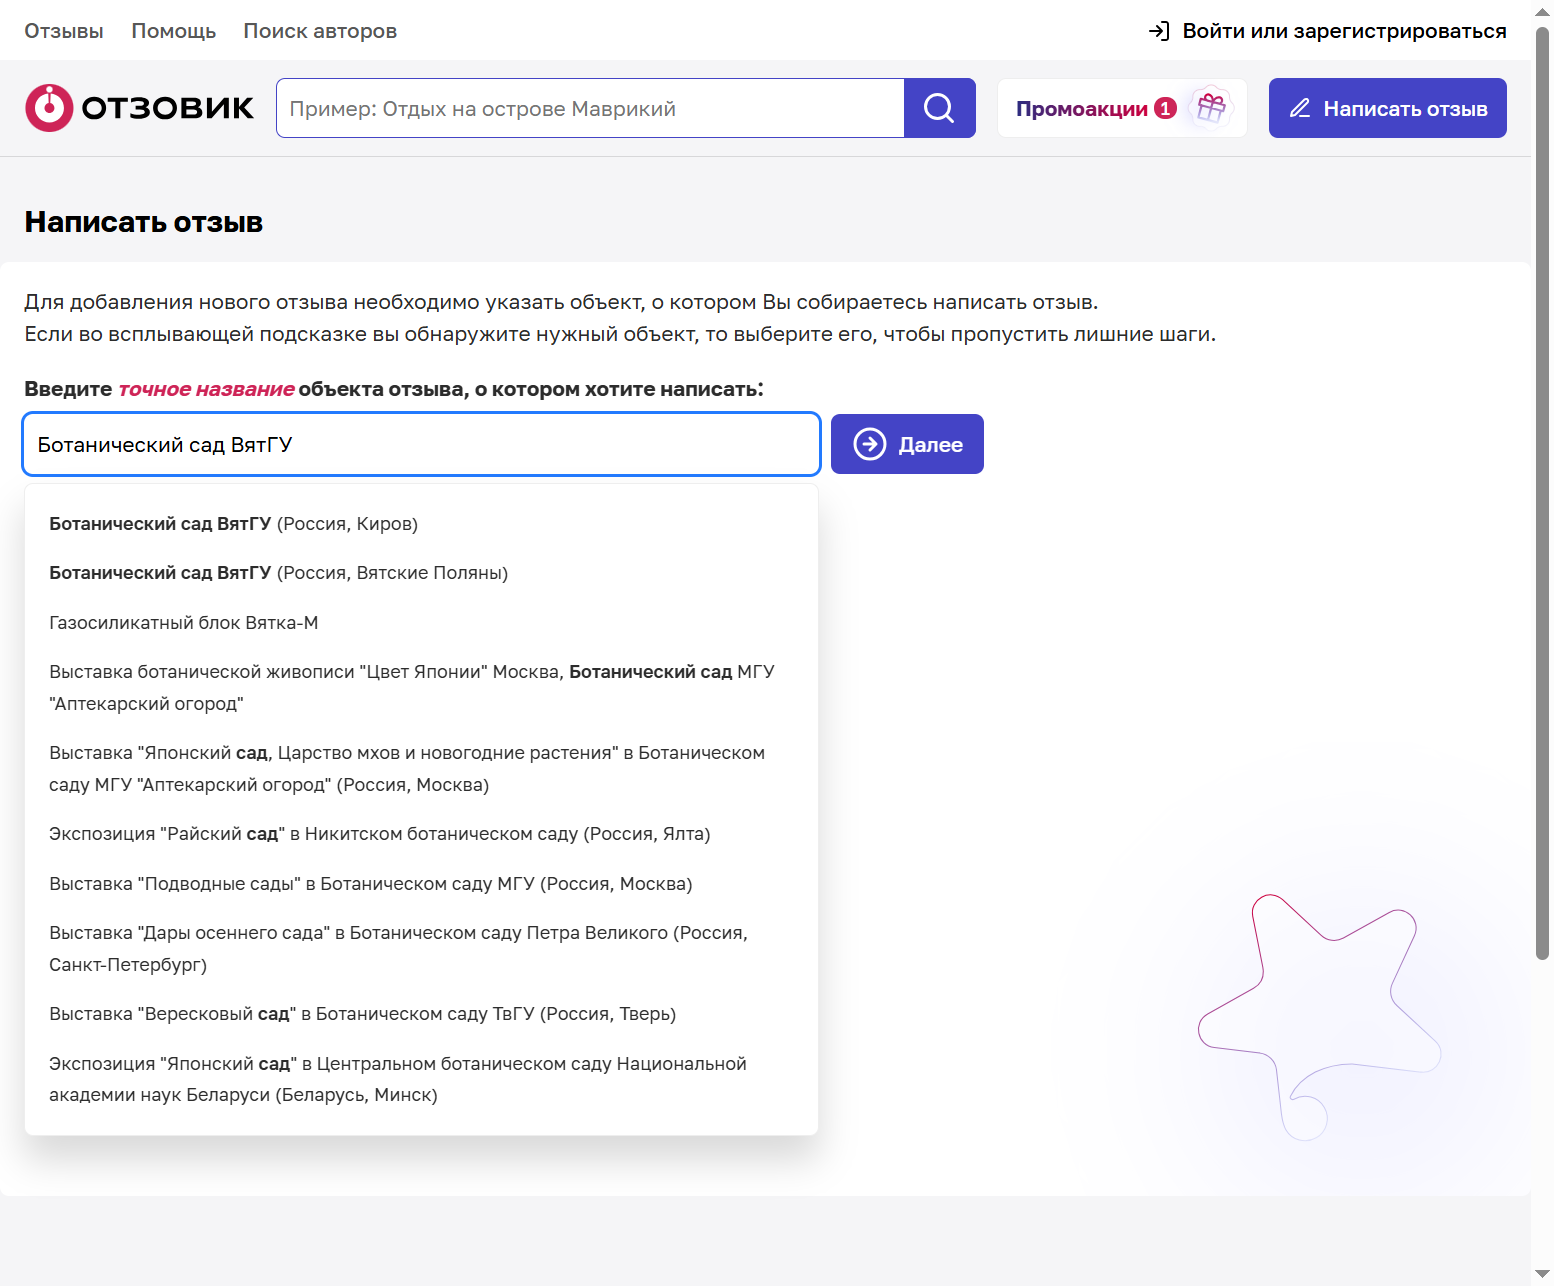 Отзывы Помощь Поиск авторов Войти или зарегистрироваться
ОТЗОВИК Пример: Отдых на острове Маврикий Промоакции 1 Написать отзыв
Написать отзыв
Для добавления нового отзыва необходимо указать объект, о котором Вы собираетесь написать отзыв.
Если во всплывающей подсказке вы обнаружите нужный объект, то выберите его, чтобы пропустить лишние шаги.
Введите точное название объекта отзыва, о котором хотите написать:
Ботанический сад ВятГУ Далее
Ботанический сад ВятГУ (Россия, Киров)
Ботанический сад ВятГУ (Россия, Вятские Поляны)
Газосиликатный блок Вятка-М
Выставка ботанической живописи "Цвет Японии" Москва, Ботанический сад МГУ
"Аптекарский огород"
Выставка "Японский сад, Царство мхов и новогодние растения" в Ботаническом
саду МГУ "Аптекарский огород" (Россия, Москва)
Экспозиция "Райский сад" в Никитском ботаническом саду (Россия, Ялта)
Выставка "Подводные сады" в Ботаническом саду МГУ (Россия, Москва)
Выставка "Дары осеннего сада" в Ботаническом саду Петра Великого (Россия,
Санкт-Петербург)
Выставка "Вересковый сад" в Ботаническом саду ТвГУ (Россия, Тверь)
Экспозиция "Японский сад" в Центральном ботаническом саду Национальной
академии наук Беларуси (Беларусь, Минск)